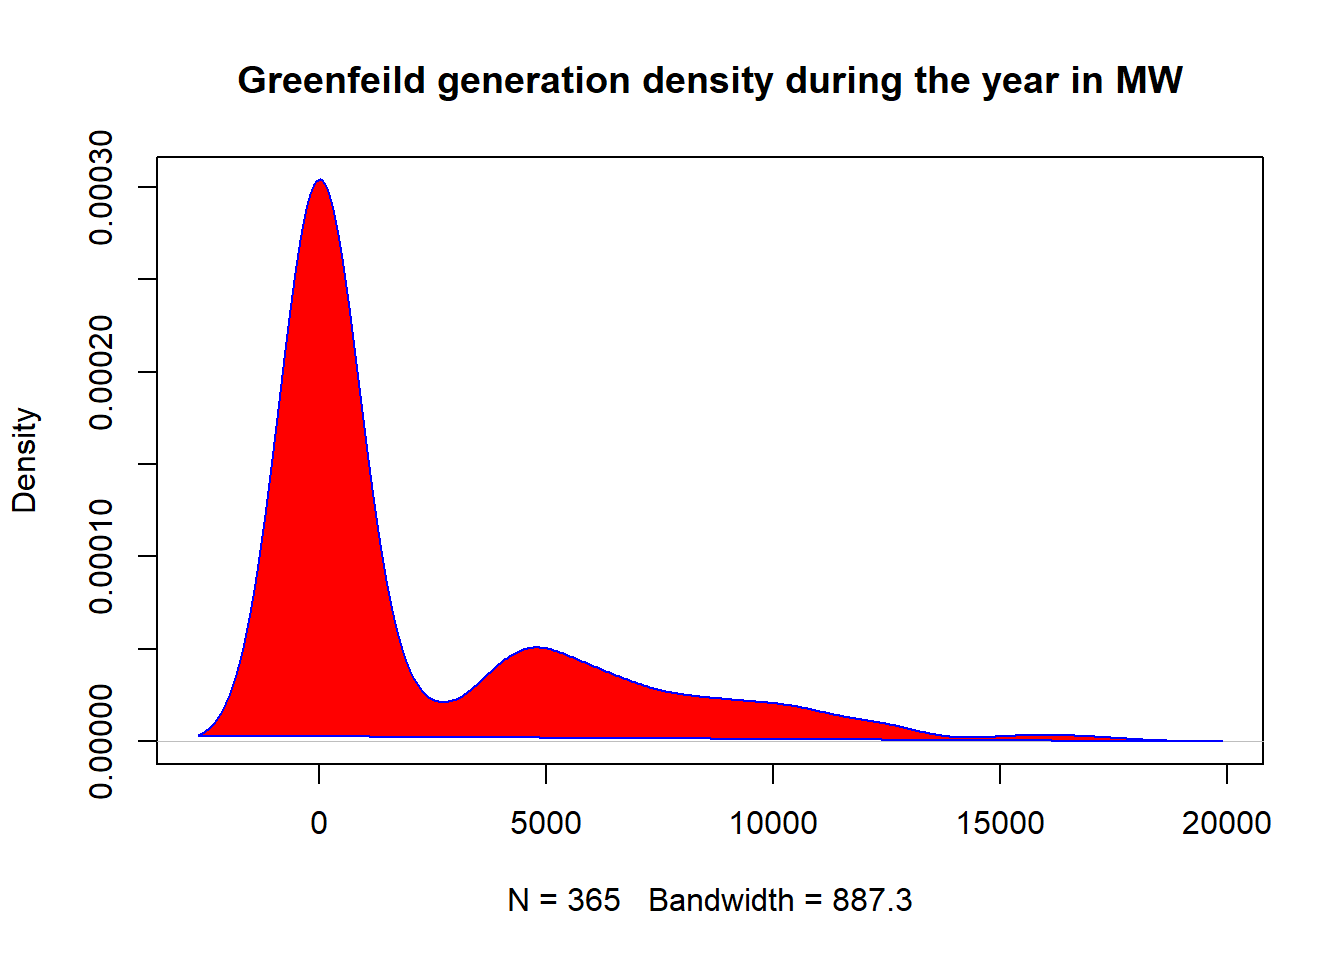 Greenfeild generation density during the year in MW
0.00030
0.00020
0.00010
0.00000
Density
0 5000 10000 15000 20000
N = 365 Bandwidth = 887.3